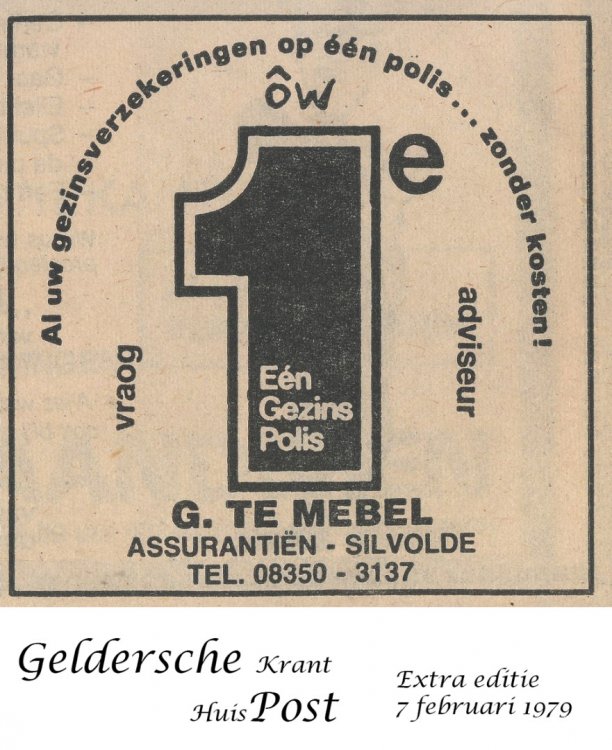 Al uw gezinsverzekeringen op één polis... zonder kosten!
ôw
1e
vraog
adviseur
Eén
Gezins
Polis
G. TE MEBEL
ASSURANTIËN - SILVOLDE
TEL. 08350 - 3137
Geldersche Krant
HuisPost
Extra editie
7 februari 1979